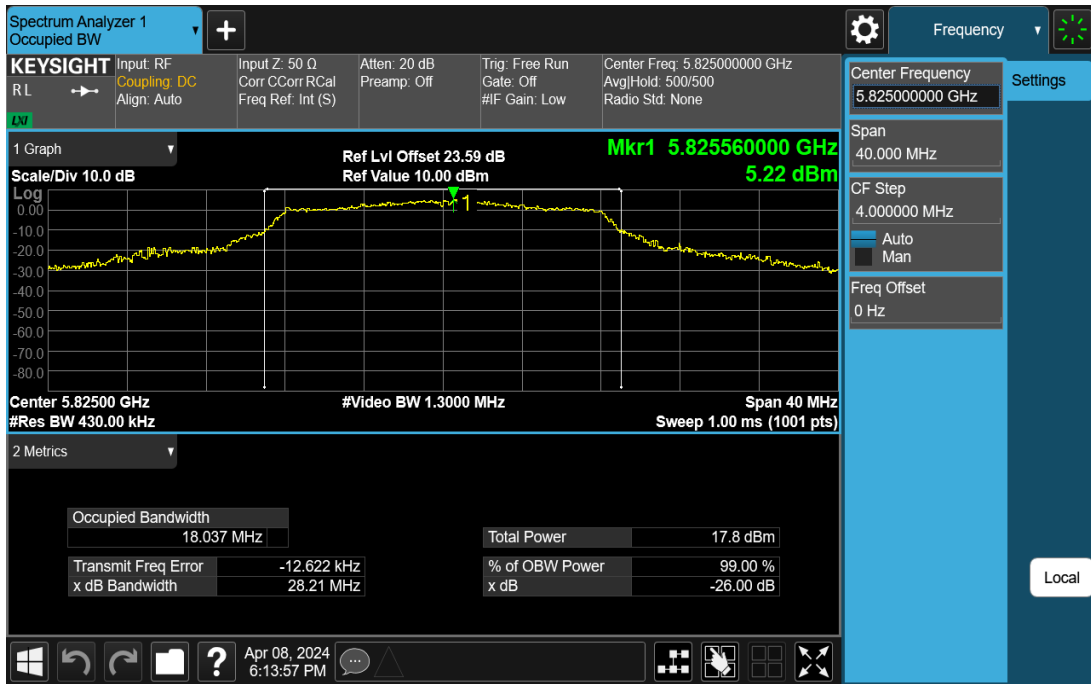 Spectrum Analyzer 1
Occupied BW
+
Frequency
KEYSIGHT
RL
LXI
Input: RF
Coupling: DC
Align: Auto
Input Z: 50 Ω
Corr CCorr RCal
Freq Ref: Int (S)
Atten: 20 dB
Preamp: Off
Trig: Free Run
Gate: Off
#IF Gain: Low
Center Freq: 5.825000000 GHz
Avg|Hold: 500/500
Radio Std: None
Center Frequency
5.825000000 GHz
Settings
Span
40.000 MHz
CF Step
4.000000 MHz
Auto
Man
Freq Offset
0 Hz
Local
1 Graph
Scale/Div 10.0 dB
Ref Lvl Offset 23.59 dB
Ref Value 10.00 dBm
Mkr1 5.825560000 GHz
5.22 dBm
Log
0.00
-10.0
-20.0
-30.0
-40.0
-50.0
-60.0
-70.0
-80.0
1
Center 5.82500 GHz
#Video BW 1.3000 MHz
Span 40 MHz
#Res BW 430.00 kHz
Sweep 1.00 ms (1001 pts)
2 Metrics
Occupied Bandwidth
18.037 MHz
Total Power 17.8 dBm
Transmit Freq Error -12.622 kHz
% of OBW Power 99.00 %
x dB Bandwidth 28.21 MHz
x dB -26.00 dB
?
Apr 08, 2024
6:13:57 PM